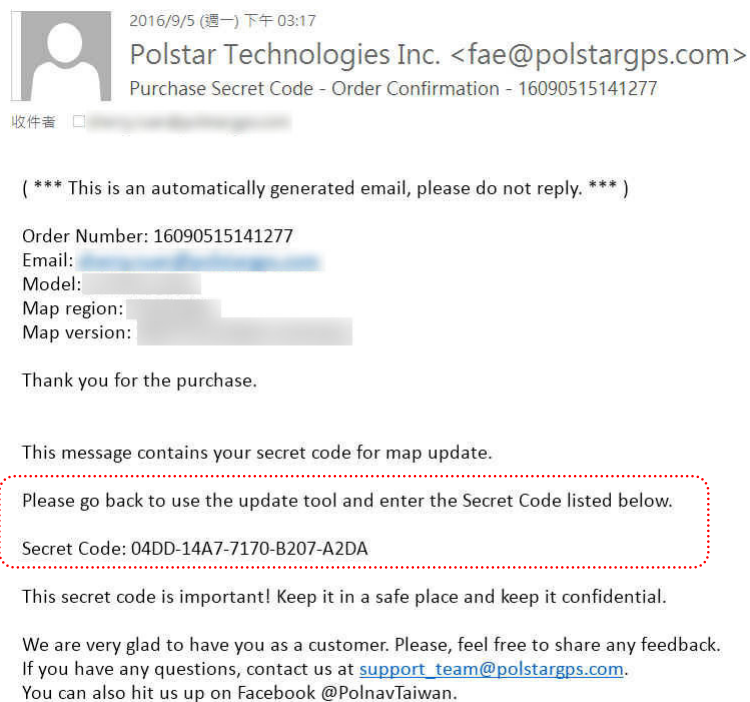 2016/9/5 (週一) 下午 03:17
Polstar Technologies Inc. <fae@polstargps.com>
Purchase Secret Code - Order Confirmation - 16090515141277
收件者
( *** This is an automatically generated email, please do not reply. *** )
Order Number: 16090515141277
Email:
Model:
Map region:
Map version:
Thank you for the purchase.
This message contains your secret code for map update.
Please go back to use the update tool and enter the Secret Code listed below.
Secret Code: 04DD-14A7-7170-B207-A2DA
This secret code is important! Keep it in a safe place and keep it confidential.
We are very glad to have you as a customer. Please, feel free to share any feedback.
If you have any questions, contact us at support_team@polstargps.com.
You can also hit us up on Facebook @PolnavTaiwan.